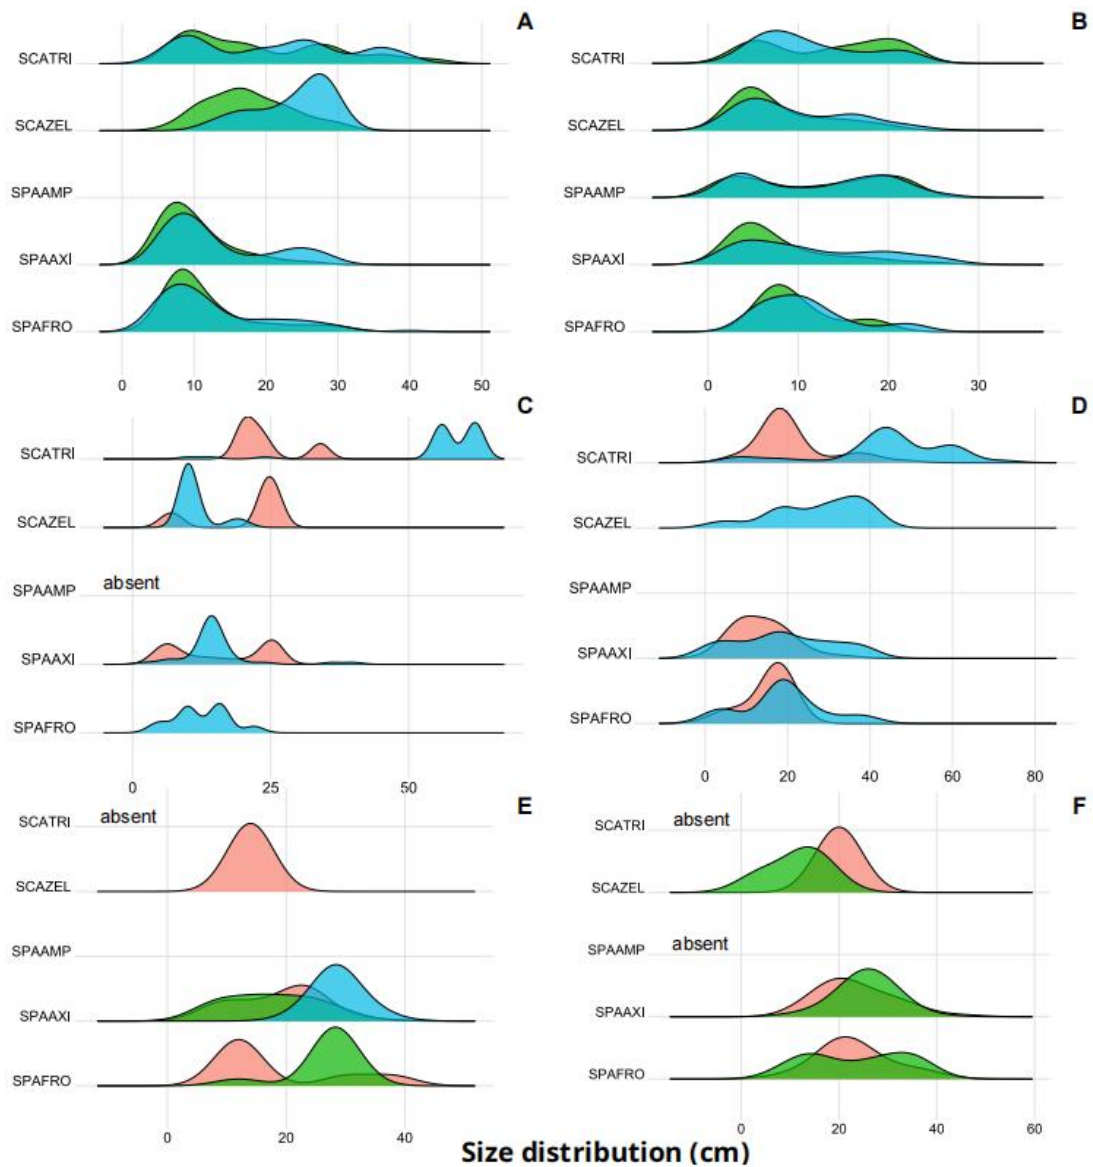 A
SCATRI
SCAZEL
SPAAMP
SPAAXI
SPAFRO
0 10 20 30 40 50
B
SCATRI
SCAZEL
SPAAMP
SPAAXI
SPAFRO
0 10 20 30
C
SCATRI
SCAZEL
SPAAMP absent
SPAAXI
SPAFRO
0 25 50
D
SCATRI
SCAZEL
SPAAMP
SPAAXI
SPAFRO
0 20 40 60 80
E
SCATRI absent
SCAZEL
SPAAMP
SPAAXI
SPAFRO
0 20 40
F
SCATRI absent
SCAZEL
SPAAMP absent
SPAAXI
SPAFRO
0 20 40 60
Size distribution (cm)